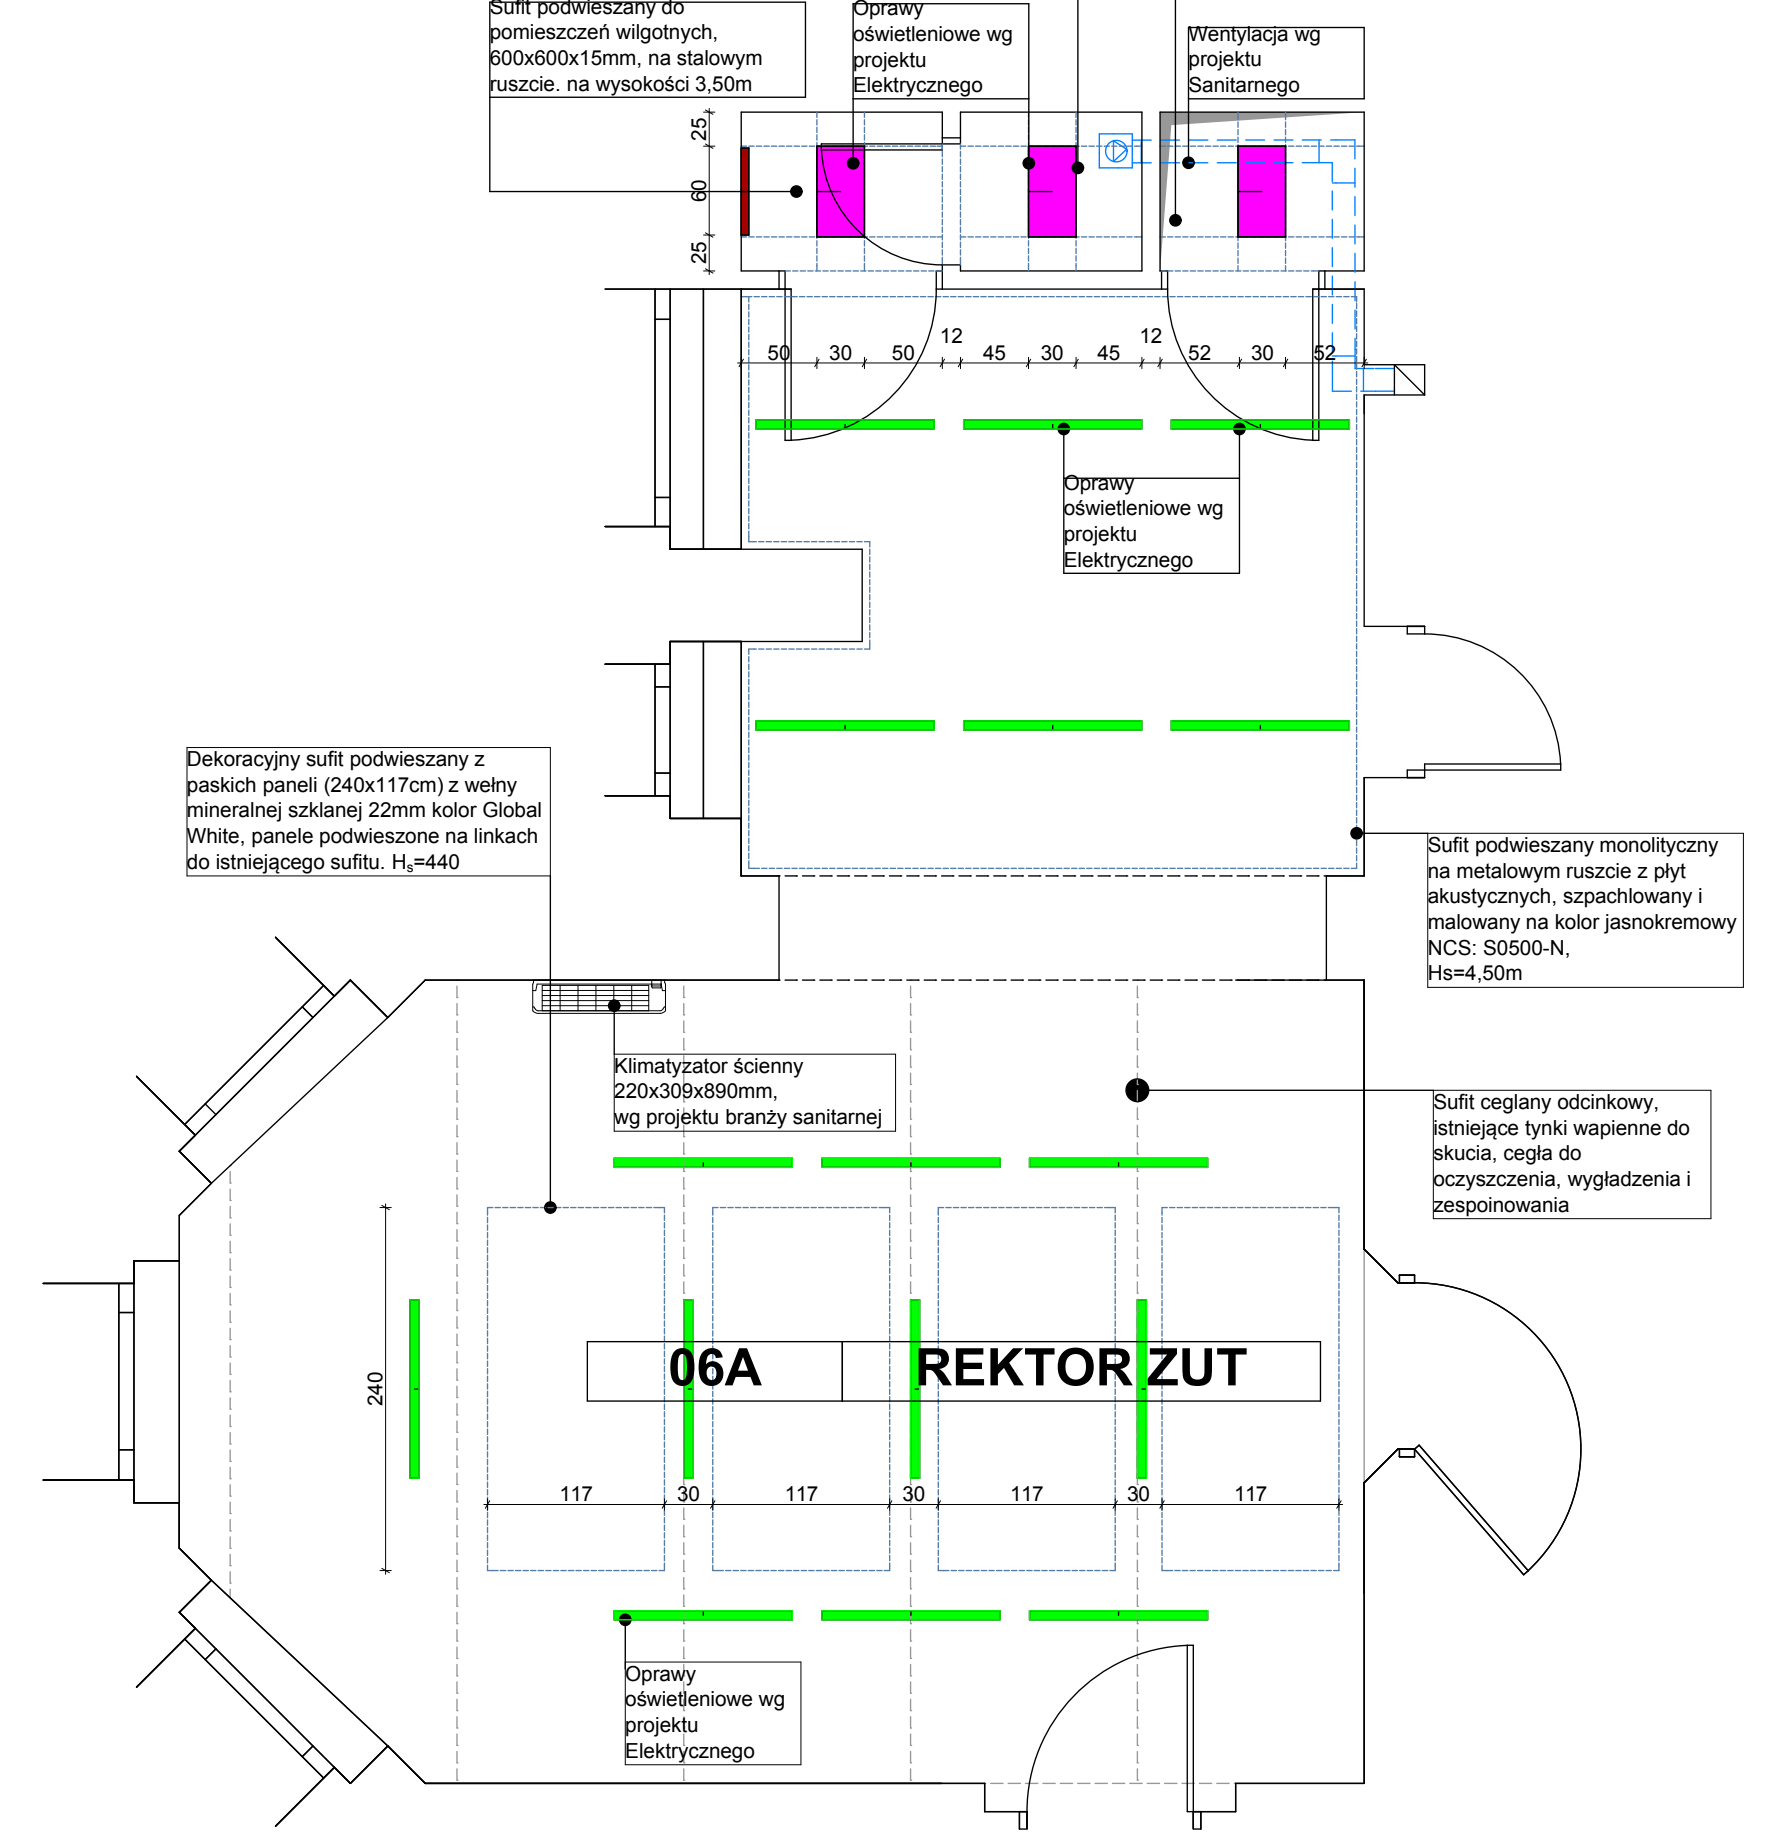 Sufit podwieszany do
pomieszczeń wilgotnych,
600x600x15mm, na stalowym
ruszcie. na wysokości 3,50m
Oprawy
oświetleniowe wg
projektu
Elektrycznego
Wentylacja wg
projektu
Sanitarnego
25
60
25
12
12
50
30
50
45
30
45
52
30
52
Oprawy
oświetleniowe wg
projektu
Elektrycznego
Dekoracyjny sufit podwieszany z
paskich paneli (240x117cm) z wełny
mineralnej szklanej 22mm kolor Global
White, panele podwieszone na linkach
do istniejącego sufitu. Hₛ=440
Sufit podwieszany monolityczny
na metalowym ruszcie z płyt
akustycznych, szpachlowany i
malowany na kolor jasnokremowy
NCS: S0500-N,
Hs=4,50m
Klimatyzator ścienny
220x309x890mm,
wg projektu branży sanitarnej
Sufit ceglany odcinkowy,
istniejące tynki wapienne do
skucia, cegła do
oczyszczenia, wygładzenia i
zespoinowania
06A
REKTOR ZUT
240
117
30
117
30
117
30
117
Oprawy
oświetleniowe wg
projektu
Elektrycznego